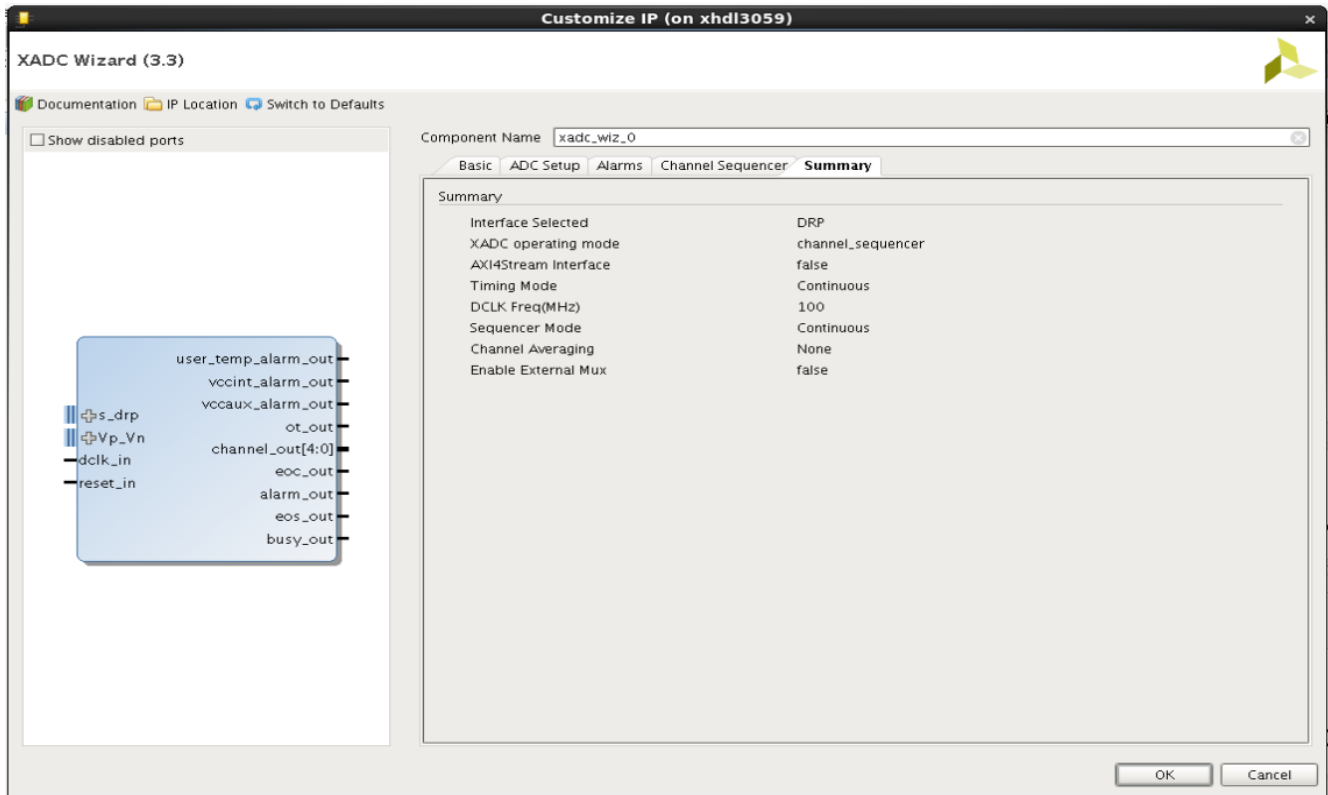 Customize IP (on xhdl3059)
XADC Wizard (3.3)
Documentation IP Location Switch to Defaults
Show disabled ports
user_temp_alarm_out
vccint_alarm_out
vccaux_alarm_out
s_drp
ot_out
Vp_Vn
channel_out[4:0]
dclk_in
eoc_out
reset_in
alarm_out
eos_out
busy_out
Component Name xadc_wiz_0
Basic ADC Setup Alarms Channel Sequencer Summary
Summary
Interface Selected DRP
XADC operating mode channel_sequencer
AXI4Stream Interface false
Timing Mode Continuous
DCLK Freq(MHz) 100
Sequencer Mode Continuous
Channel Averaging None
Enable External Mux false
OK Cancel